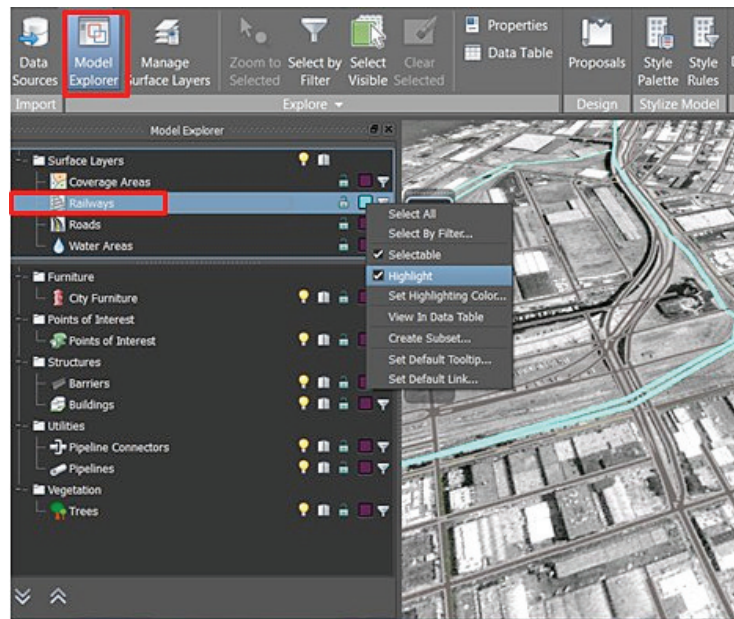 Properties
Data Table
Data Sources
Model Explorer
Manage Surface Layers
Zoom to Selected
Select by Filter
Select Visible
Clear Selected
Proposals
Style Palette
Style Rules
Import
Explore
Design
Stylize Model
Model Explorer
Surface Layers
Coverage Areas
Railways
Roads
Water Areas
Furniture
City Furniture
Points of Interest
Points of Interest
Structures
Barriers
Buildings
Utilities
Pipeline Connectors
Pipelines
Vegetation
Trees
Select All
Select By Filter...
Selectable
Highlight
Set Highlighting Color...
View In Data Table
Create Subset...
Set Default Tooltip...
Set Default Link...